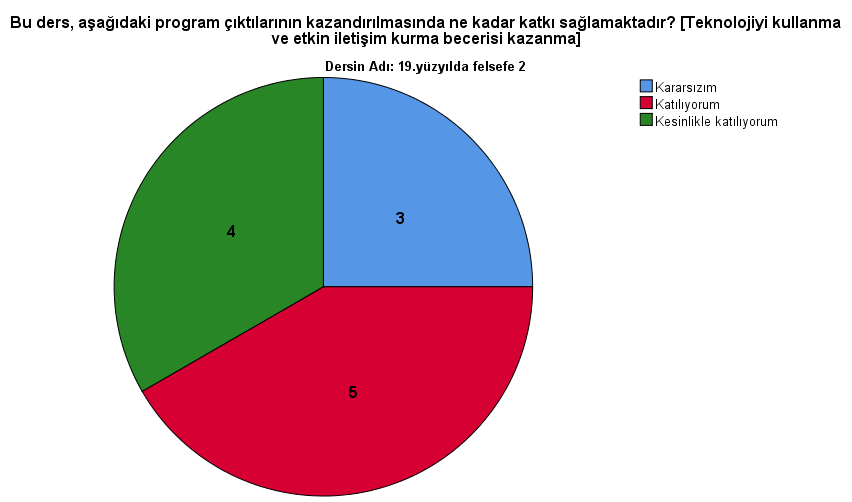 Bu ders, aşağıdaki program çıktılarının kazandırılmasında ne kadar katkı sağlamaktadır? [Teknolojiyi kullanma
ve etkin iletişim kurma becerisi kazanma]
Dersin Adı: 19.yüzyılda felsefe 2
Kararsızım
Katılıyorum
Kesinlikle katılıyorum
3
4
5